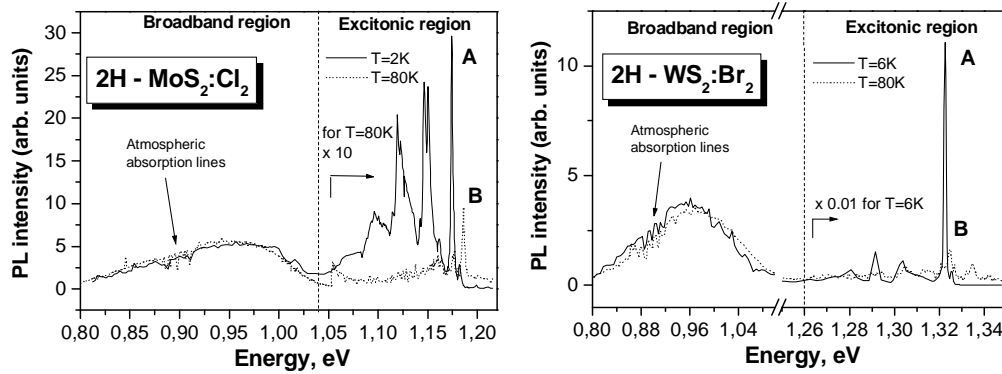 Broadband region
Excitonic region
30
25
20
15
10
5
0
PL intensity (arb. units)
2H - MoS2:Cl2
T=2K
T=80K
A
B
for T=80K
x 10
Atmospheric
absorption lines
0,80 0,85 0,90 0,95 1,00 1,05 1,10 1,15 1,20
Energy, eV
Broadband region
Excitonic region
10
5
0
PL intensity (arb. units)
2H - WS2:Br2
T=6K
T=80K
A
B
Atmospheric
absorption lines
x 0.01 for T=6K
0,80 0,88 0,96 1,04 1,26 1,28 1,30 1,32 1,34
Energy, eV